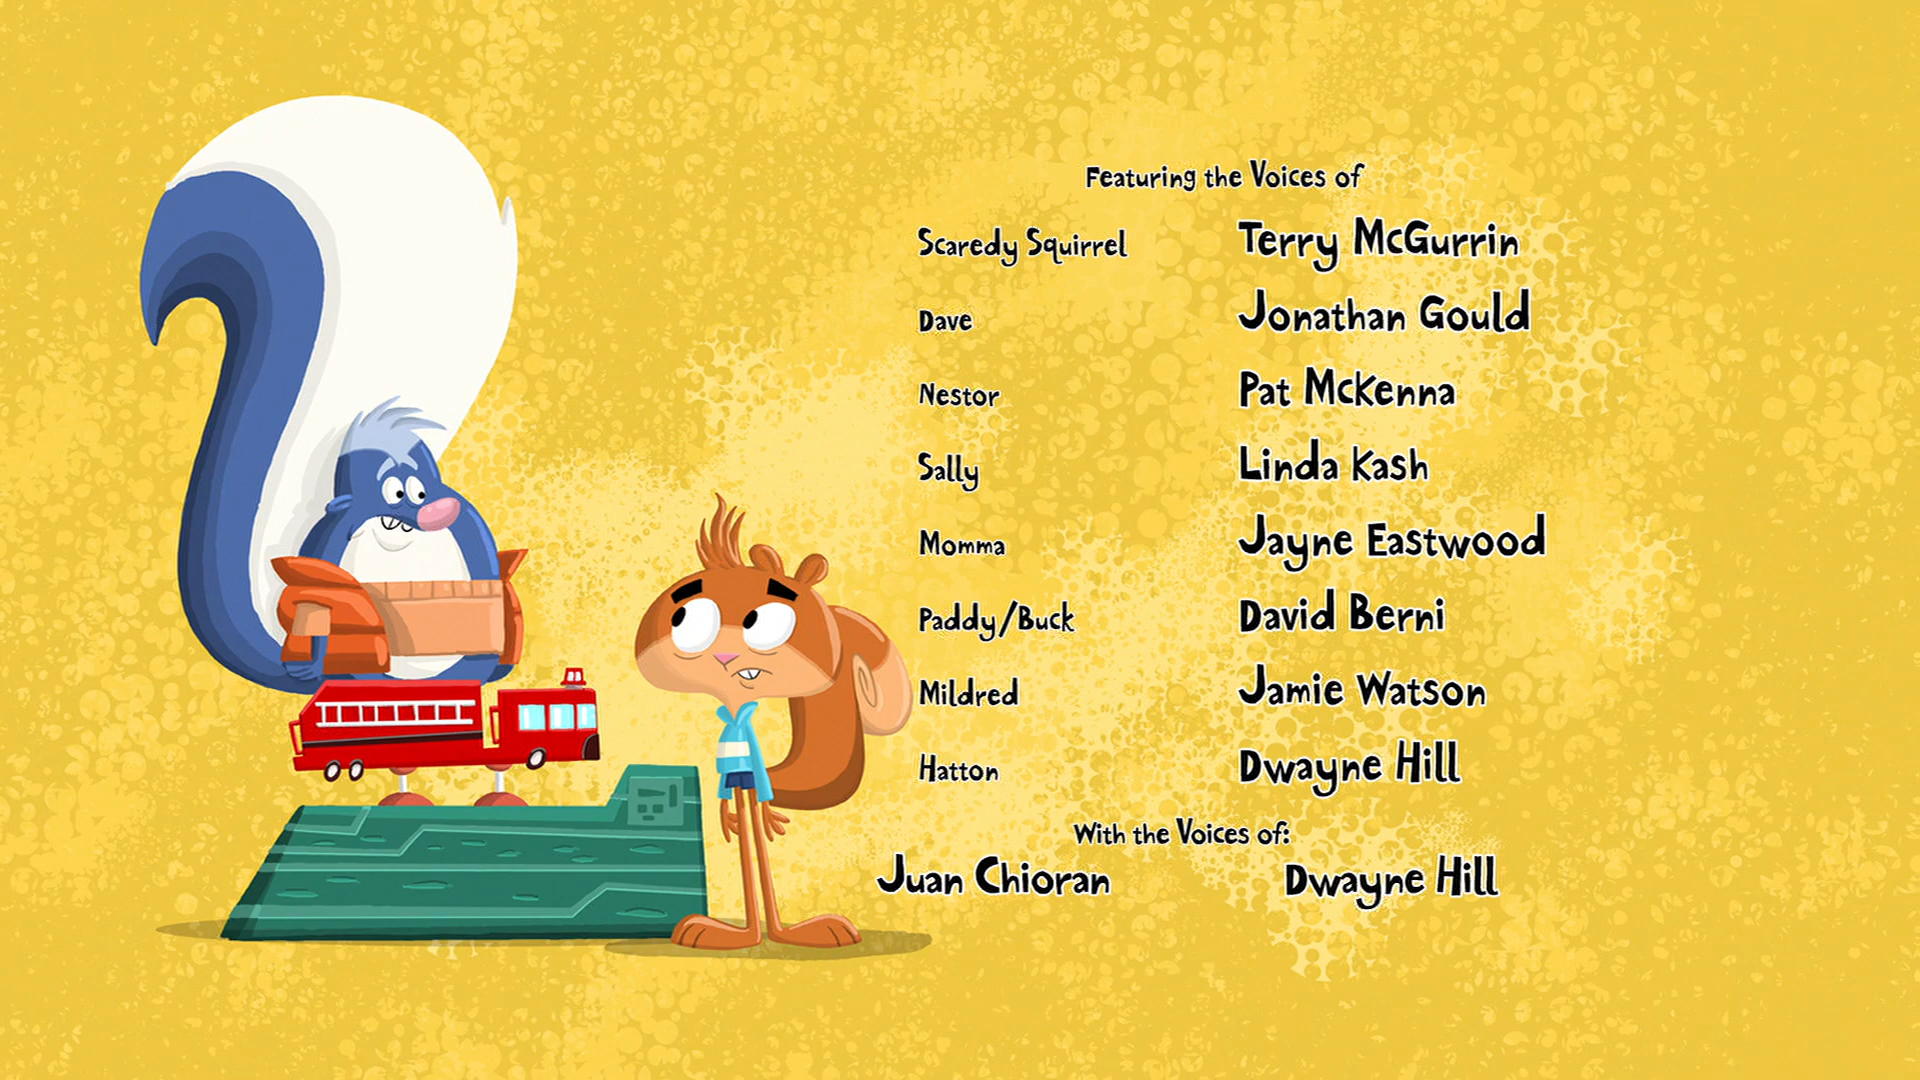 Featuring the Voices of
Scaredy Squirrel Terry McGurrin
Dave Jonathan Gould
Nestor Pat McKenna
Sally Linda Kash
Momma Jayne Eastwood
Paddy/Buck David Berni
Mildred Jamie Watson
Hatton Dwayne Hill
With the Voices of:
Juan Chioran Dwayne Hill